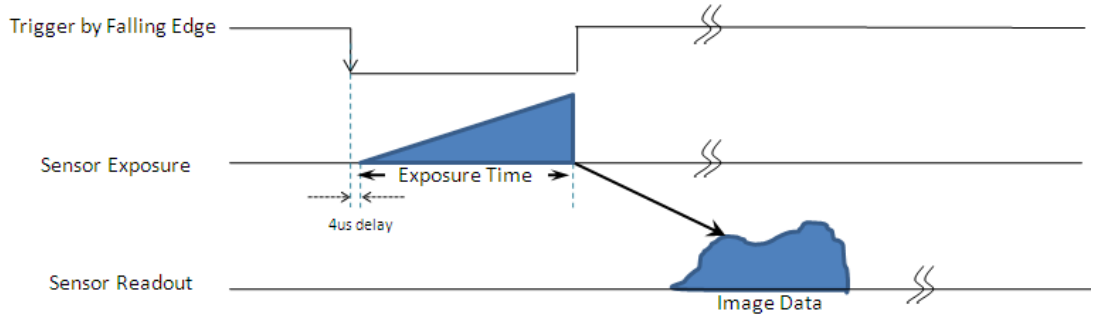 Trigger by Falling Edge
Sensor Exposure
Exposure Time
4us delay
Sensor Readout
Image Data